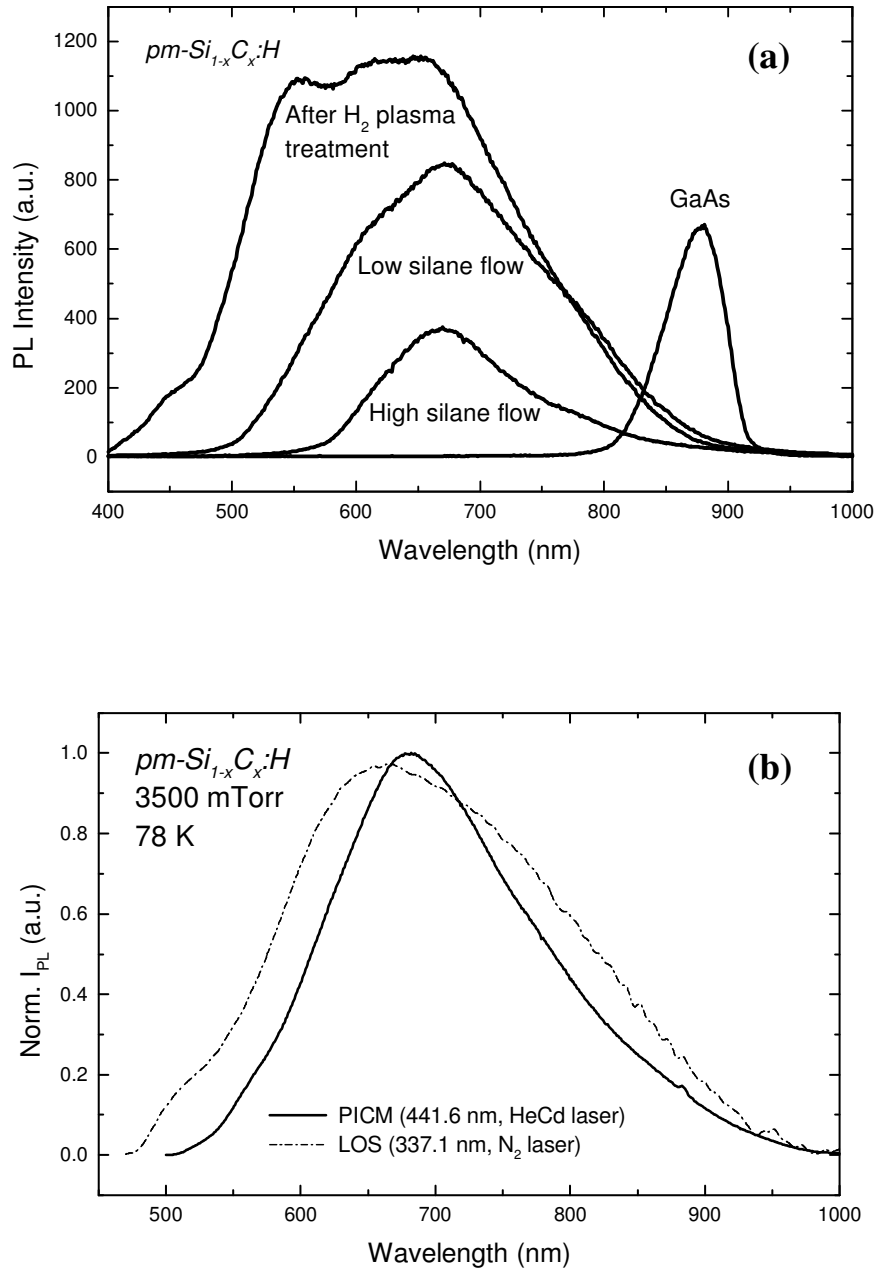 pm-Si1-xCx:H
(a)
After H2 plasma
treatment
GaAs
Low silane flow
High silane flow
PL Intensity (a.u.)
1200
1000
800
600
400
200
0
400 500 600 700 800 900 1000
Wavelength (nm)
pm-Si1-xCx:H
(b)
3500 mTorr
78 K
Norm. IPL (a.u.)
1.0
0.8
0.6
0.4
0.2
0.0
PICM (441.6 nm, HeCd laser)
LOS (337.1 nm, N2 laser)
500 600 700 800 900 1000
Wavelength (nm)